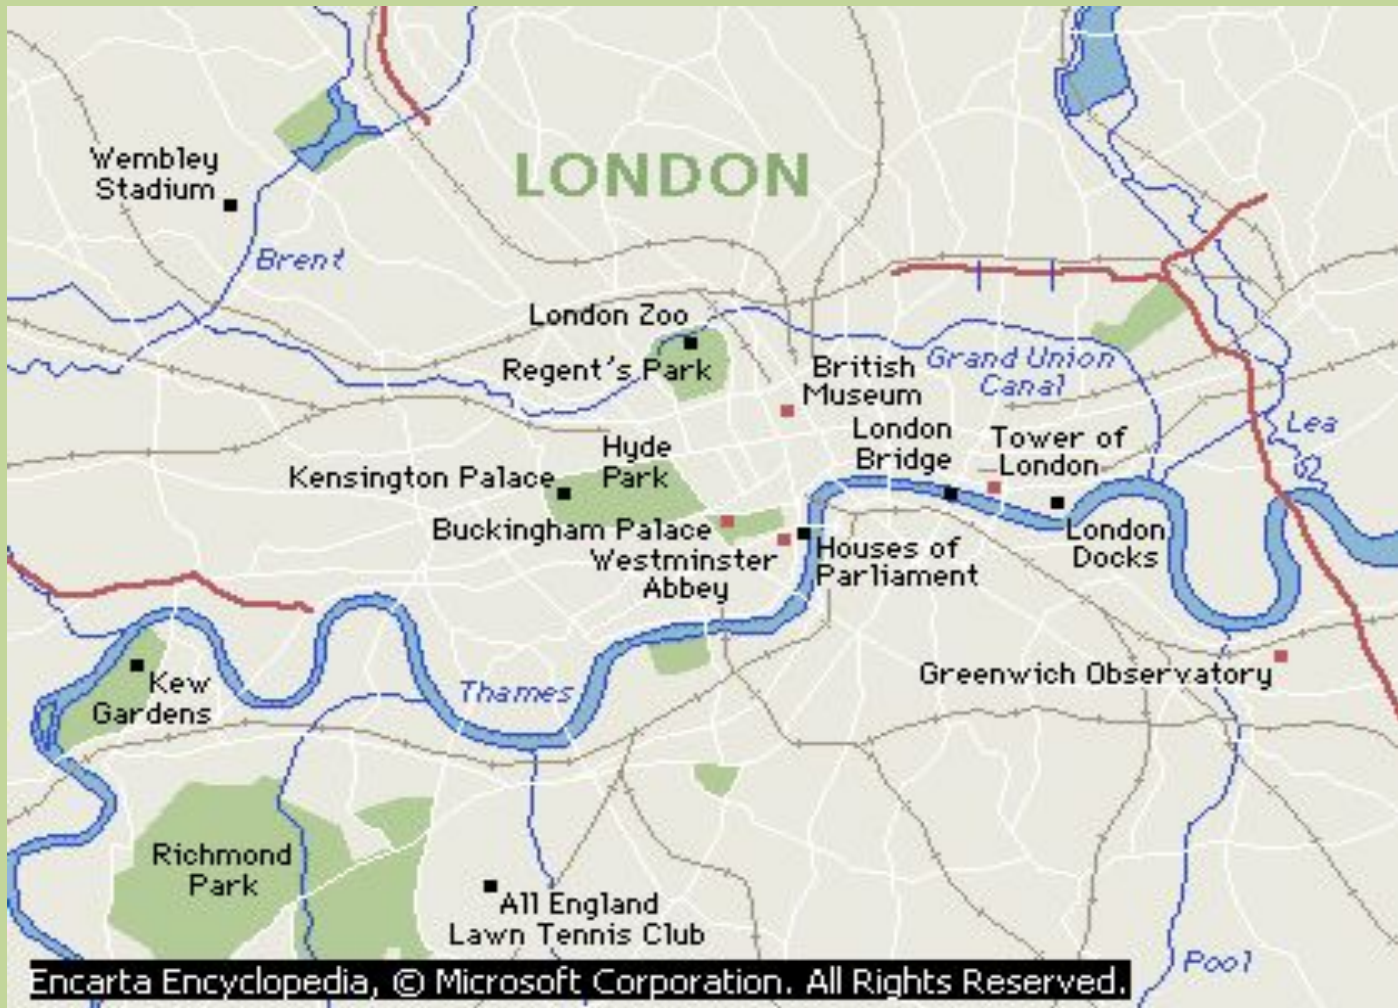 LONDON
Wembley
Stadium
Brent
London Zoo
Regent's Park
British
Museum
Grand Union
Canal
London
Bridge
Tower of
London
Lea
Hyde
Park
Kensington Palace
Buckingham Palace
Westminster
Abbey
Houses of
Parliament
London
Docks
Greenwich Observatory
Kew
Gardens
Thames
Richmond
Park
All England
Lawn Tennis Club
Pool
Encarta Encyclopedia, © Microsoft Corporation. All Rights Reserved.